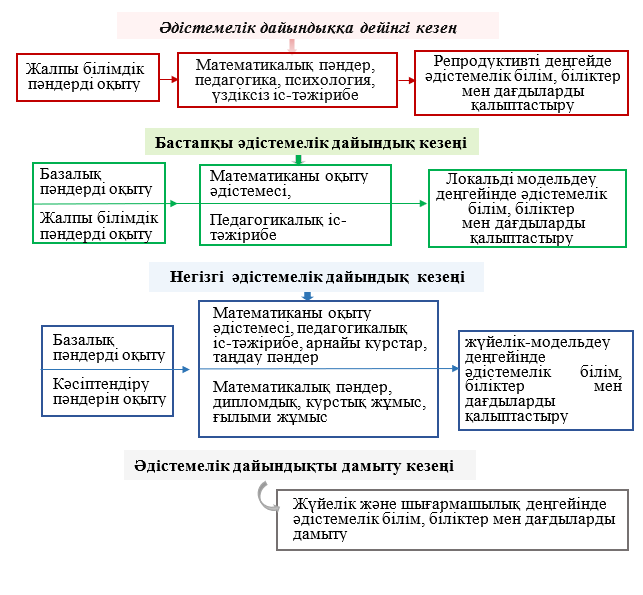 Әдістемелік дайындыққа дейінгі кезең
Жалпы білімдік
пәндерді оқыту
Математикалық пәндер,
педагогика, психология,
үздіксіз іс-тәжірибе
Репродуктивті деңгейде
әдістемелік білім, біліктер
мен дағдыларды
қалыптастыру
Бастапқы әдістемелік дайындық кезеңі
Базалық
пәндерді оқыту
Жалпы білімдік
пәндерді оқыту
Математиканы оқыту
әдістемесі,
Педагогикалық іс-
тәжірибе
Локальді модельдеу
деңгейінде әдістемелік
білім, біліктер
мен дағдыларды
қалыптастыру
Негізгі әдістемелік дайындық кезеңі
Базалық
пәндерді оқыту
Кәсіптендіру
пәндерін оқыту
Математиканы оқыту
әдістемесі, педагогикалық
іс-тәжірибе, арнайы курстар,
таңдау пәндер
Математикалық пәндер,
дипломдық, курстық жұмыс,
ғылыми жұмыс
жүйелік-модельдеу
деңгейінде
әдістемелік білім,
біліктер мен
дағдыларды
қалыптастыру
Әдістемелік дайындықты дамыту кезеңі
Жүйелік және шығармашылық деңгейінде
әдістемелік білім, біліктер мен дағдыларды
дамыту